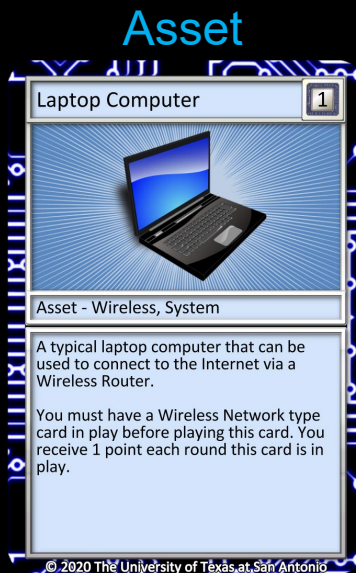 Asset
Laptop Computer
1
Asset - Wireless, System
A typical laptop computer that can be
used to connect to the Internet via a
Wireless Router.
You must have a Wireless Network type
card in play before playing this card. You
receive 1 point each round this card is in
play.
© 2020 The University of Texas at San Antonio